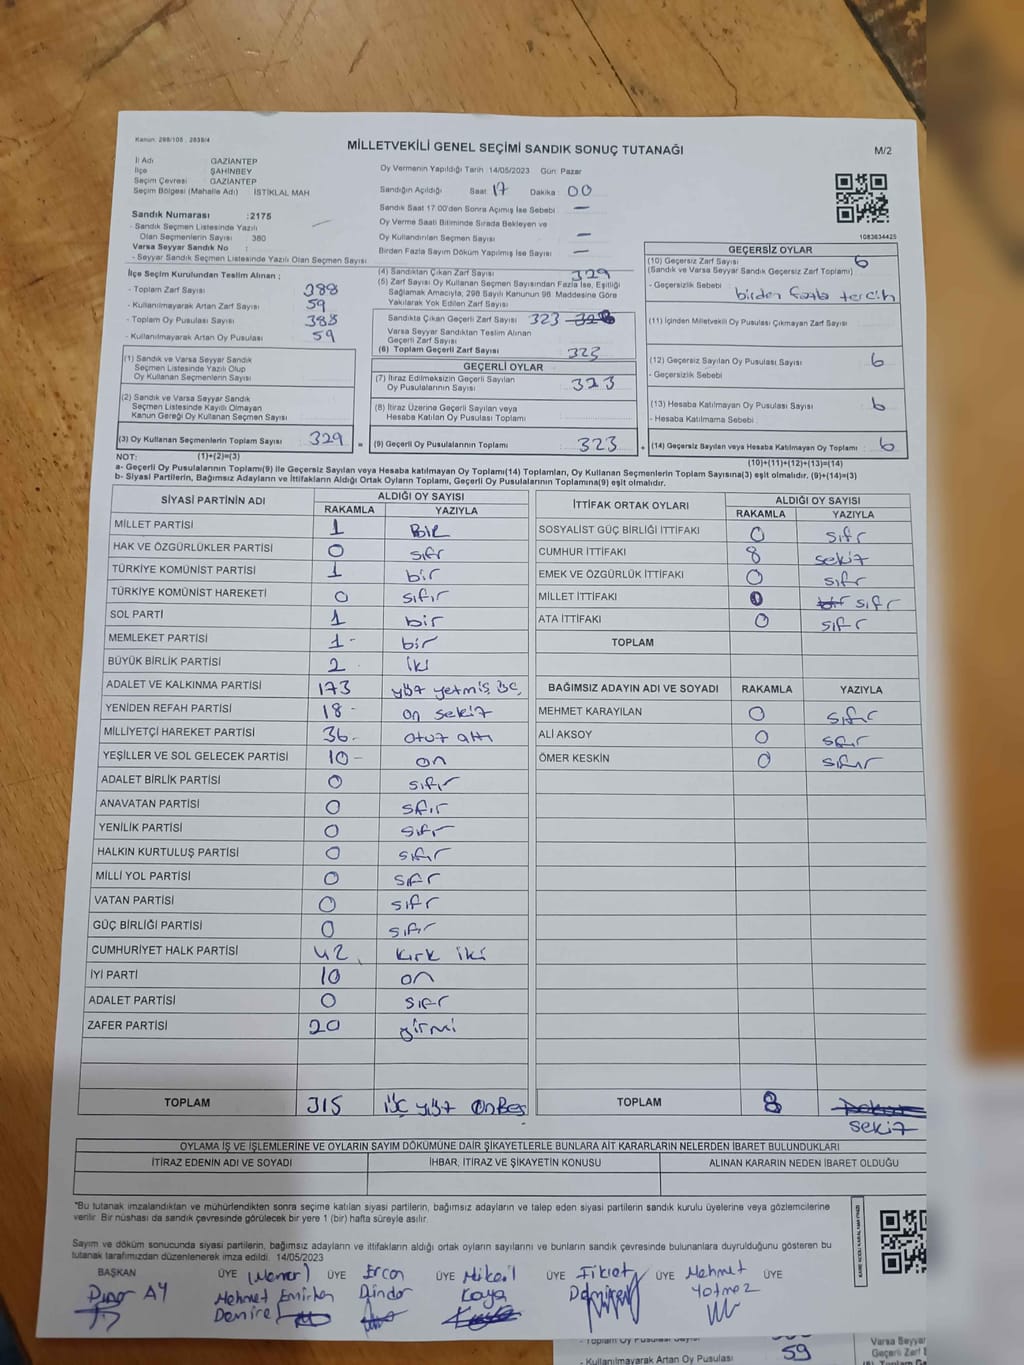 Kanun: 298/105 - 2839/4
MİLLETVEKİLİ GENEL SEÇİMİ SANDIK SONUÇ TUTANAĞI
M/2
İl Adı GAZİANTEP
İlçe ŞAHİNBEY
Seçim Çevresi GAZİANTEP
Seçim Bölgesi (Mahalle Adı) : İSTİKLAL MAH
Oy Vermenin Yapıldığı Tarih :14/05/2023 Gün: Pazar
Sandığın Açıldığı Saat 17 Dakika 00
Sandık Saat 17:00'den Sonra Açımış İse Sebebi —
Oy Verme Saati Bitiminde Sırada Bekleyen ve
Oy Kullandırılan Seçmen Sayısı —
Birden Fazla Sayım Döküm Yapılmış İse Sayısı —
1083634425
Sandık Numarası :2175
- Sandık Seçmen Listesinde Yazılı
Olan Seçmenlerin Sayısı 380
Varsa Seyyar Sandık No :
- Seyyar Sandık Seçmen Listesinde Yazılı Olan Seçmen Sayısı
İlçe Seçim Kurulundan Teslim Alınan ;
- Toplam Zarf Sayısı 388
- Kullanılmayarak Artan Zarf Sayısı 59
- Toplam Oy Pusulası Sayısı 388
- Kullanılmayarak Artan Oy Pusulası 59
(1) Sandık ve Varsa Seyyar Sandık
Seçmen Listesinde Yazılı Olup
Oy Kullanan Seçmenlerin Sayısı
(2) Sandık ve Varsa Seyyar Sandık
Seçmen Listesinde Kayıtlı Olmayan
Kanun Gereği Oy Kullanan Seçmen Sayısı
(3) Oy Kullanan Seçmenlerin Toplam Sayısı : 329
(4) Sandıktan Çıkan Zarf Sayısı 329
(5) Zarf Sayısı Oy Kullanan Seçmen Sayısından Fazla İse, Eşitliği
Sağlamak Amacıyla, 298 Sayılı Kanunun 98. Maddesine Göre
Yakılarak Yok Edilen Zarf Sayısı
Sandıkta Çıkan Geçerli Zarf Sayısı 323
Varsa Seyyar Sandıktan Teslim Alınan
Geçerli Zarf Sayısı
(6) Toplam Geçerli Zarf Sayısı 323
GEÇERLİ OYLAR
(7) İtiraz Edilmeksizin Geçerli Sayılan
Oy Pusulalarının Sayısı 323
(8) İtiraz Üzerine Geçerli Sayılan veya
Hesaba Katılan Oy Pusulası Toplamı
= (9) Geçerli Oy Pusulalarının Toplamı : 323
GEÇERSİZ OYLAR
(10) Geçersiz Zarf Sayısı 6
(Sandık ve Varsa Seyyar Sandık Geçersiz Zarf Toplamı)
- Geçersizlik Sebebi birden fazla tercih
(11) İçinden Milletvekili Oy Pusulası Çıkmayan Zarf Sayısı
(12) Geçersiz Sayılan Oy Pusulası Sayısı 6
- Geçersizlik Sebebi
(13) Hesaba Katılmayan Oy Pusulası Sayısı 6
- Hesaba Katılmama Sebebi
+ (14) Geçersiz Sayılan veya Hesaba Katılmayan Oy Toplamı : 6
NOT: (1)+(2)=(3)
(10)+(11)+(12)+(13)=(14)
a- Geçerli Oy Pusulalarının Toplamı(9) ile Geçersiz Sayılan veya Hesaba katılmayan Oy Toplamı(14) Toplamları, Oy Kullanan Seçmenlerin Toplam Sayısına(3) eşit olmalıdır. (9)+(14)=(3)
b- Siyasi Partilerin, Bağımsız Adayların ve İttifakların Aldığı Ortak Oyların Toplamı, Geçerli Oy Pusulalarının Toplamına(9) eşit olmalıdır.
SİYASİ PARTİNİN ADI ALDIĞI OY SAYISI
RAKAMLA YAZIYLA
MİLLET PARTİSİ 1 BİR
HAK VE ÖZGÜRLÜKLER PARTİSİ 0 sıfr
TÜRKİYE KOMÜNİST PARTİSİ 1 bir
TÜRKİYE KOMÜNİST HAREKETİ 0 sıfır
SOL PARTİ 1 bir
MEMLEKET PARTİSİ 1- bir
BÜYÜK BİRLİK PARTİSİ 2 iki
ADALET VE KALKINMA PARTİSİ 173 yüz yetmiş üç
YENİDEN REFAH PARTİSİ 18- on sekiz
MİLLİYETÇİ HAREKET PARTİSİ 36- otuz altı
YEŞİLLER VE SOL GELECEK PARTİSİ 10- on
ADALET BİRLİK PARTİSİ 0 sıfır
ANAVATAN PARTİSİ 0 sıfır
YENİLİK PARTİSİ 0 sıfr
HALKIN KURTULUŞ PARTİSİ 0 sıfır
MİLLİ YOL PARTİSİ 0 sıfr
VATAN PARTİSİ 0 sıfr
GÜÇ BİRLİĞİ PARTİSİ 0 sıfır
CUMHURİYET HALK PARTİSİ 42 kırk iki
İYİ PARTİ 10 on
ADALET PARTİSİ 0 sıfr
ZAFER PARTİSİ 20 yirmi
TOPLAM 315 üç yüz OnBeş
İTTİFAK ORTAK OYLARI ALDIĞI OY SAYISI
RAKAMLA YAZIYLA
SOSYALİST GÜÇ BİRLİĞİ İTTİFAKI 0 sıfr
CUMHUR İTTİFAKI 8 sekiz
EMEK VE ÖZGÜRLÜK İTTİFAKI 0 sıfr
MİLLET İTTİFAKI 0 sıfr
ATA İTTİFAKI 0 sıfr
TOPLAM
BAĞIMSIZ ADAYIN ADI VE SOYADI RAKAMLA YAZIYLA
MEHMET KARAYILAN 0 sıfır
ALİ AKSOY 0 sıfır
ÖMER KESKİN 0 sıfır
TOPLAM 8 sekiz
OYLAMA İŞ VE İŞLEMLERİNE VE OYLARIN SAYIM DÖKÜMÜNE DAİR ŞİKAYETLERLE BUNLARA AİT KARARLARIN NELERDEN İBARET BULUNDUKLARI
İTİRAZ EDENİN ADI VE SOYADI İHBAR, İTİRAZ VE ŞİKAYETİN KONUSU ALINAN KARARIN NEDEN İBARET OLDUĞU
"Bu tutanak imzalandıktan ve mühürlendikten sonra seçime katılan siyasi partilerin, bağımsız adayların ve talep eden siyasi partilerin sandık kurulu üyelerine veya gözlemcilerine
verilir. Bir nüshası da sandık çevresinde görülecek bir yere 1 (bir) hafta süreyle asılır.
Sayım ve döküm sonucunda siyasi partilerin, bağımsız adayların ve ittifakların aldığı ortak oyların sayılarını ve bunların sandık çevresinde bulunanlara duyrulduğunu gösteren bu
tutanak tarafımızdan düzenlenerek imza edildi. 14/05/2023
BAŞKAN ÜYE (Memur) ÜYE Ercan ÜYE Mikail ÜYE Fikret ÜYE Mehmet ÜYE
Pınar AY Mehmet Emirhan Dindar Kaya Demirel Yılmaz
Demirel
- Toplam Oy Pusulası Sayısı
- Kullanılmayarak Artan Oy Pusulası 59
Varsa Seyyar
Geçerli Zarf